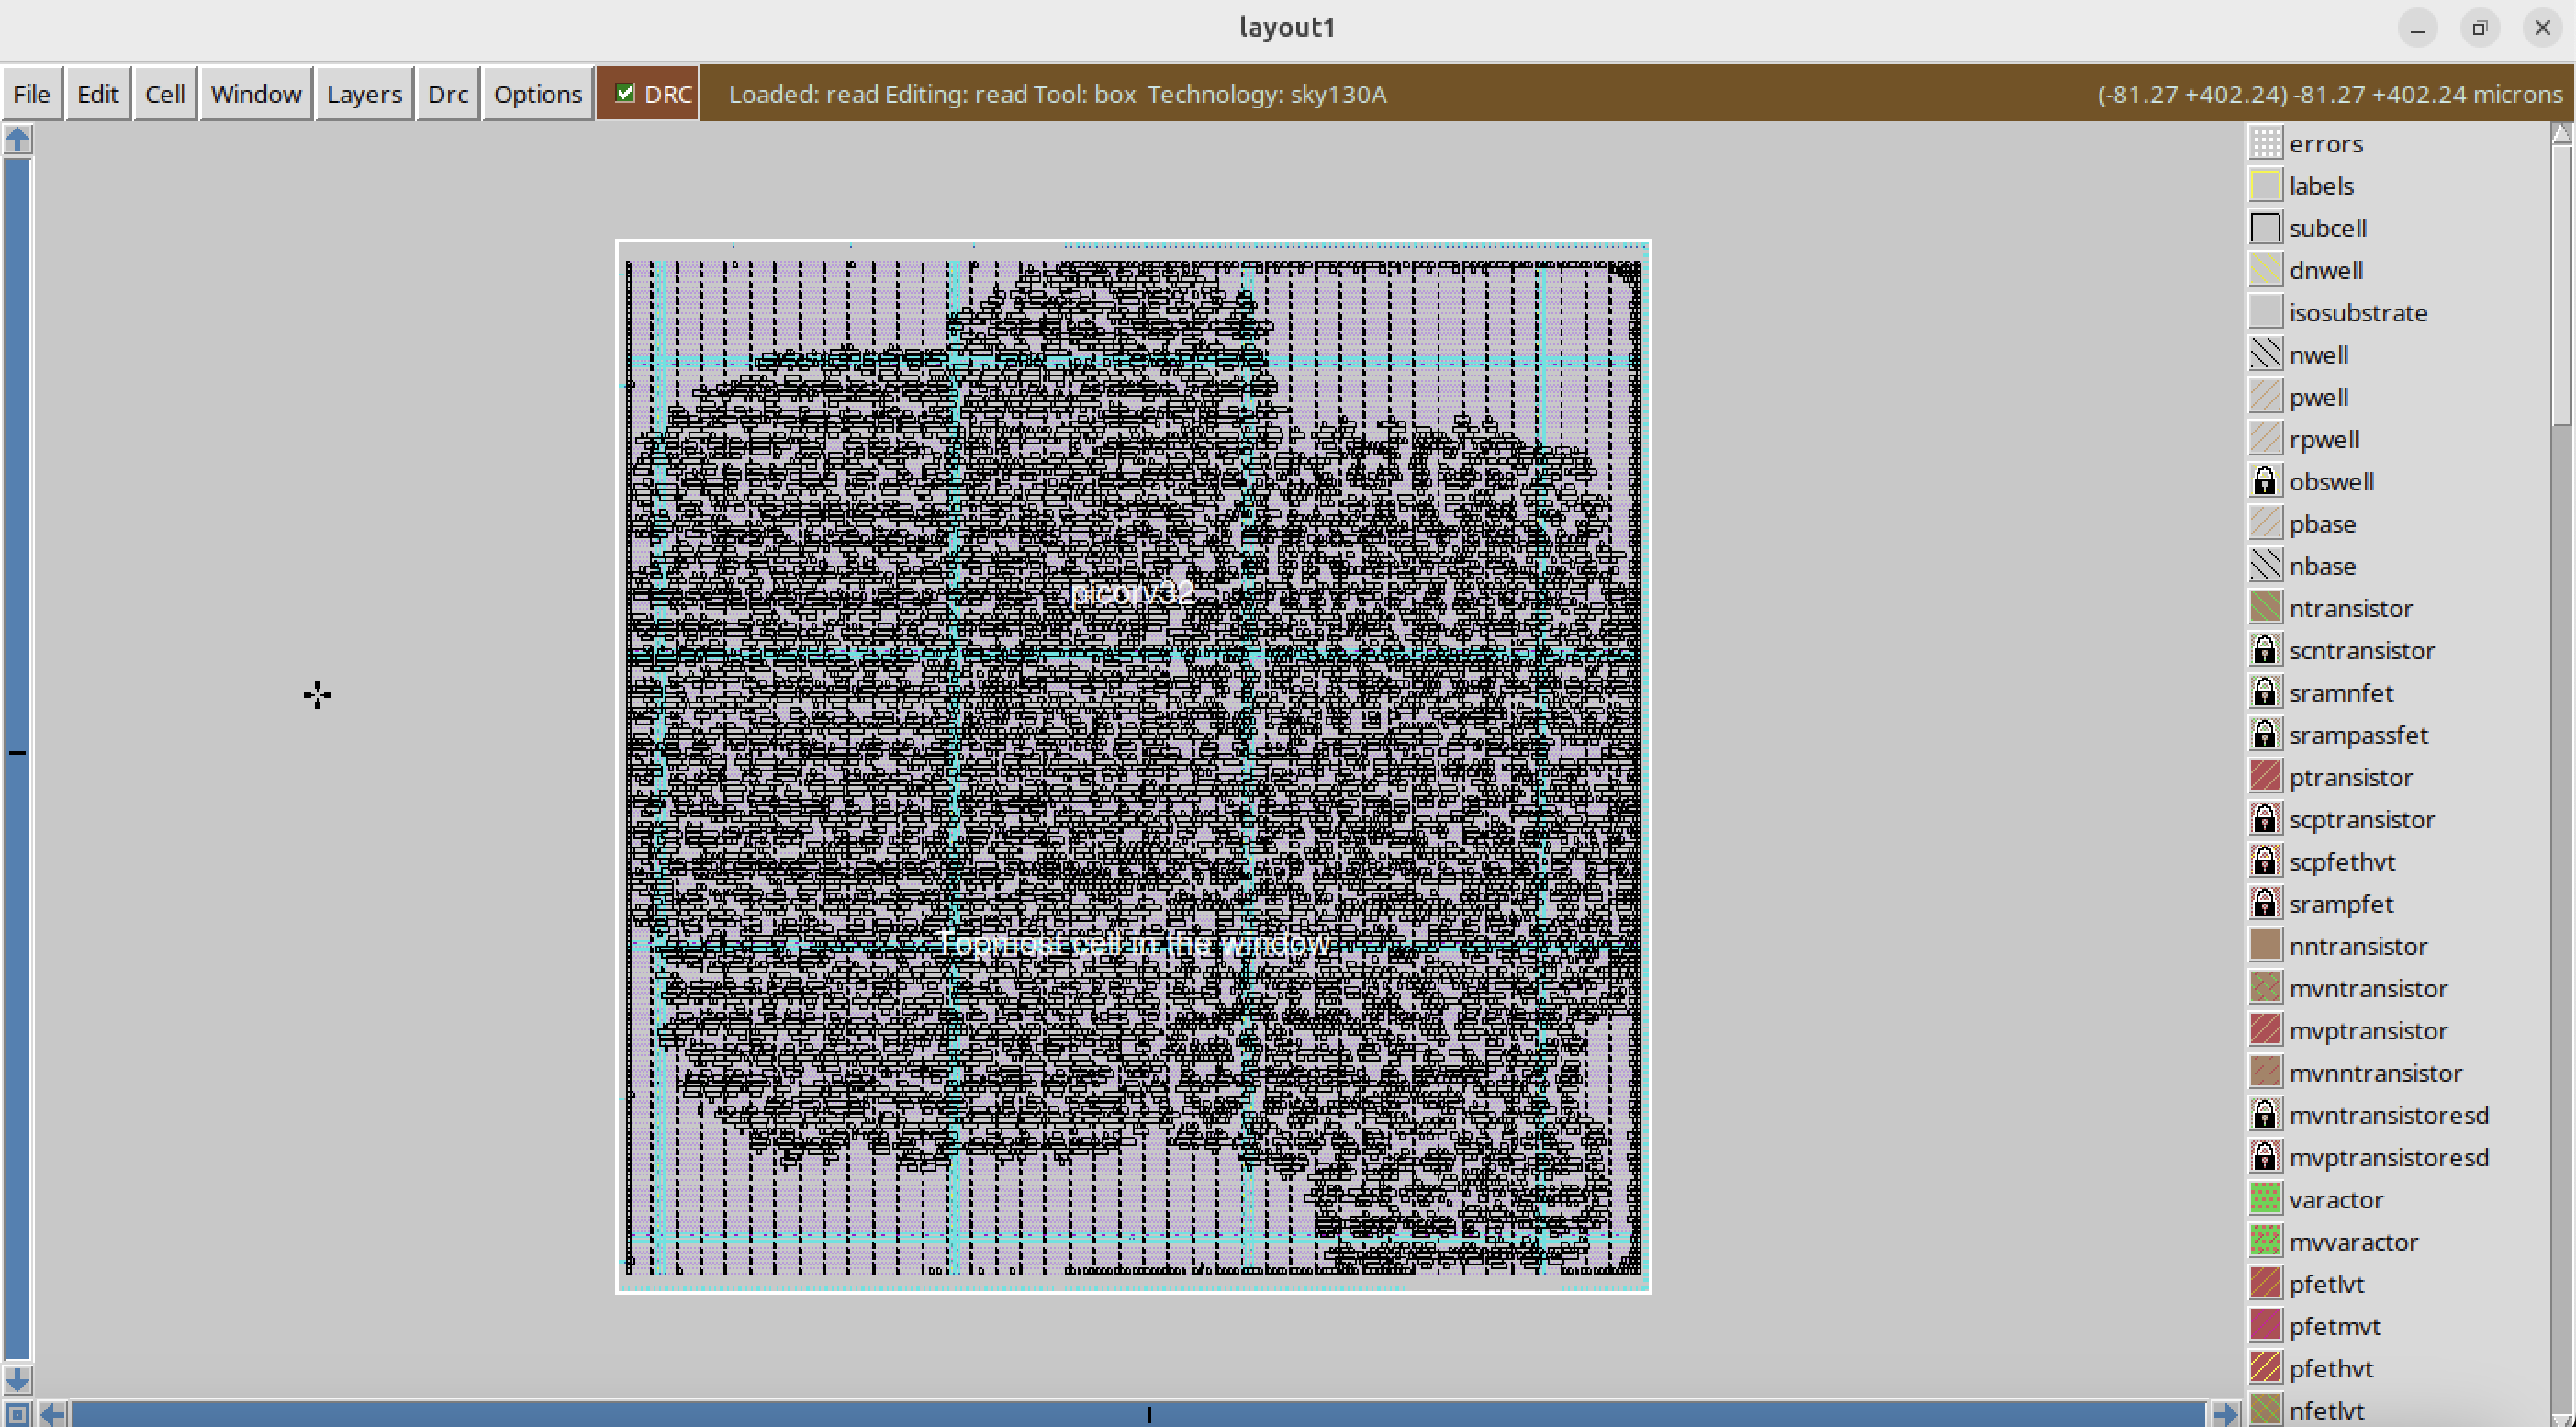 layout1
File Edit Cell Window Layers Drc Options DRC Loaded: read Editing: read Tool: box Technology: sky130A (-81.27 +402.24) -81.27 +402.24 microns
errors
labels
subcell
dnwell
isosubstrate
nwell
pwell
rpwell
obswell
pbase
nbase
ntransistor
scntransistor
sramnfet
srampassfet
ptransistor
scptransistor
scpfethvt
srampfet
nntransistor
mvntransistor
mvptransistor
mvnntransistor
mvntransistoresd
mvptransistoresd
varactor
mvvaractor
pfetlvt
pfetmvt
pfethvt
nfetlvt
picorv32
Topmost cell in the window